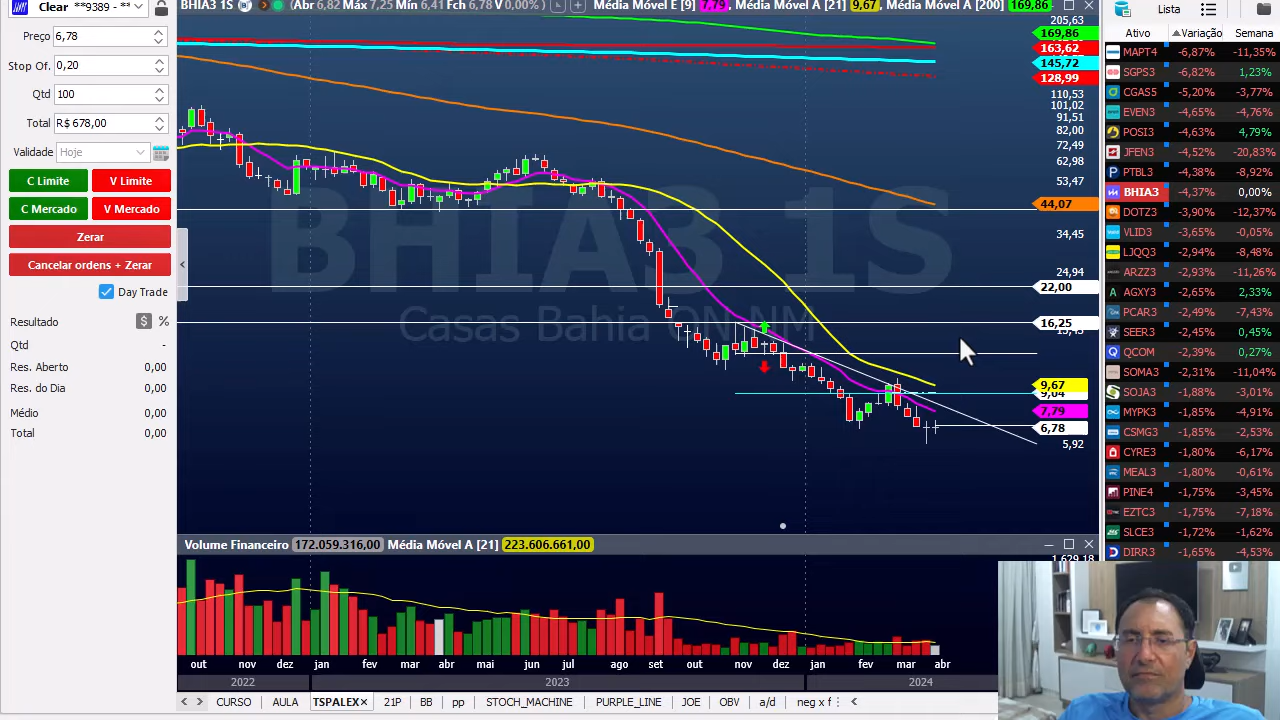 Clear **9389 - **
Preço 6,78
Of. 0,20
Qtd 100
Total R$ 678,00
Validade Hoje
C Limite V Limite
C Mercado V Mercado
Zerar
Cancelar ordens + Zerar
Day Trade
Resultado $ %
Qtd -
Res. Aberto 0,00
Res. do Dia 0,00
Médio 0,00
Total 0,00
BHIA3 1S (Abr 6,82 Máx 7,25 Mín 6,41 Fch 6,78 V 0,00%) Média Móvel E [9] 7,79 , Média Móvel A [21] 9,67 , Média Móvel A [200] 169,86
BHIA3 1S
Casas Bahia ON NM
205,63
169,86
163,62
145,72
128,99
110,53
101,02
91,51
82,00
72,49
62,98
53,47
44,07
34,45
24,94
22,00
16,25
9,67
9,04
7,79
6,78
5,92
Volume Financeiro 172.059.316,00 Média Móvel A [21] 223.606.661,00
out nov dez jan fev mar abr mai jun jul ago set out nov dez jan fev mar abr
2022 2023 2024
CURSO AULA TSPALEX 21P BB pp STOCH_MACHINE PURPLE_LINE JOE OBV a/d neg x f
Lista
Ativo Variação Semana
MAPT4 -6,87% -11,35%
SGPS3 -6,82% 1,23%
CGAS5 -5,20% -3,77%
EVEN3 -4,65% -4,76%
POSI3 -4,63% 4,79%
JFEN3 -4,52% -20,83%
PTBL3 -4,38% -8,92%
BHIA3 -4,37% 0,00%
DOTZ3 -3,90% -12,37%
VLID3 -3,65% -0,05%
LJQQ3 -2,94% -8,48%
ARZZ3 -2,93% -11,26%
AGXY3 -2,65% 2,33%
PCAR3 -2,49% -7,43%
SEER3 -2,45% 0,45%
QCOM -2,39% 0,27%
SOMA3 -2,31% -11,04%
SOJA3 -1,88% -3,01%
MYPK3 -1,85% -4,91%
CSMG3 -1,85% -2,53%
CYRE3 -1,80% -6,17%
MEAL3 -1,80% -0,61%
PINE4 -1,75% -3,45%
EZTC3 -1,75% -7,18%
SLCE3 -1,72% -1,62%
DIRR3 -1,65% -4,53%